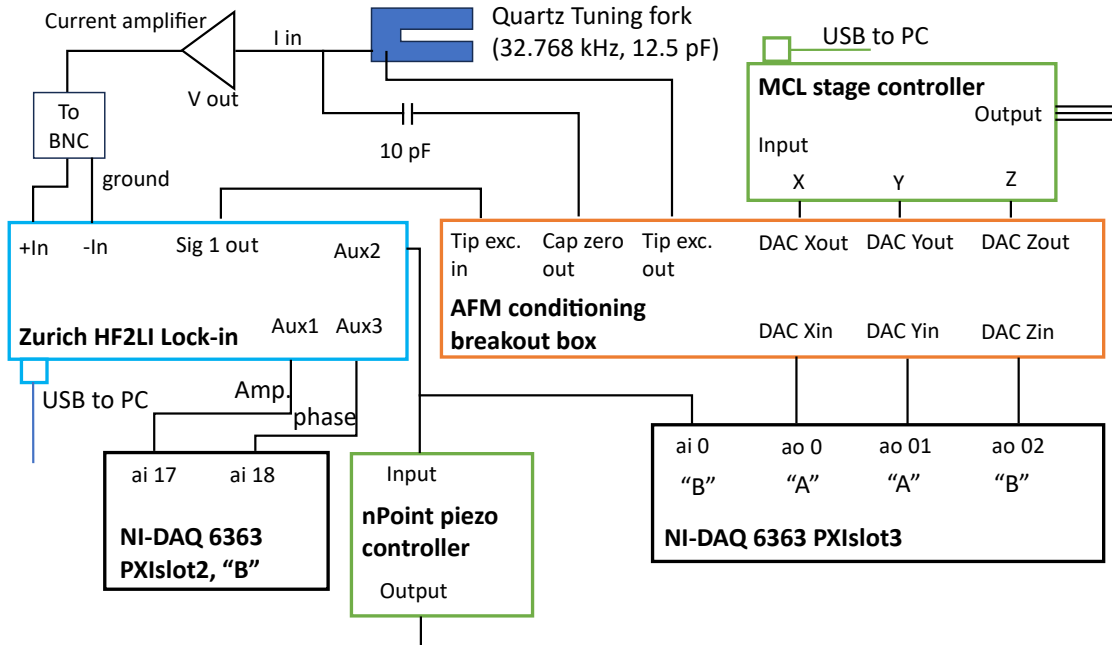 Current amplifier
I in
Quartz Tuning fork
(32.768 kHz, 12.5 pF)
USB to PC
V out
To
BNC
10 pF
ground
MCL stage controller
Output
Input
X
Y
Z
+In
-In
Sig 1 out
Aux2
Aux1
Aux3
Zurich HF2LI Lock-in
Tip exc.
in
Cap zero
out
Tip exc.
out
DAC Xout
DAC Yout
DAC Zout
AFM conditioning
breakout box
DAC Xin
DAC Yin
DAC Zin
USB to PC
Amp.
phase
ai 17
ai 18
NI-DAQ 6363
PXIslot2, “B”
Input
nPoint piezo
controller
Output
ai 0
ao 0
ao 01
ao 02
“B”
“A”
“A”
“B”
NI-DAQ 6363 PXIslot3